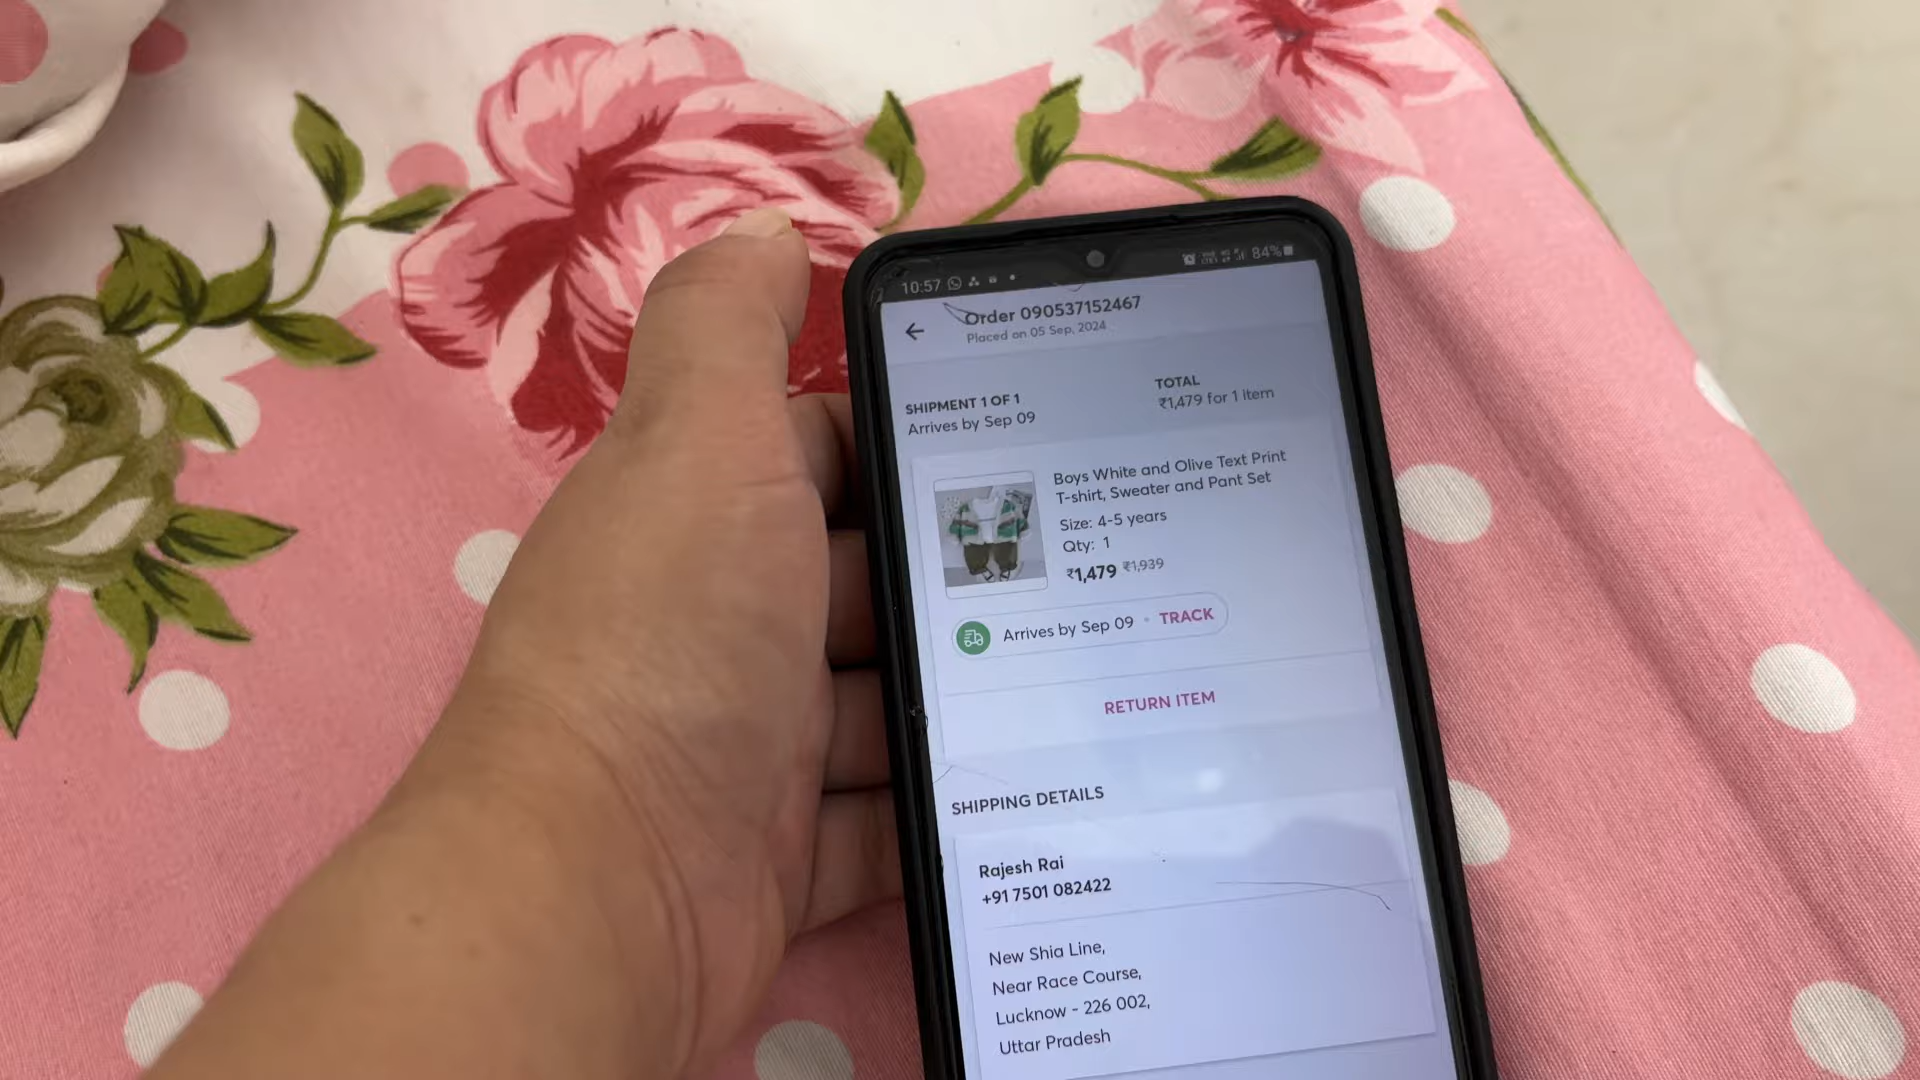 10:57
84%
Order 090537152467
Placed on 05 Sep, 2024
SHIPMENT 1 OF 1
Arrives by Sep 09
TOTAL
₹1,479 for 1 item
Boys White and Olive Text Print
T-shirt, Sweater and Pant Set
Size: 4-5 years
Qty: 1
₹1,479 ₹1,939
Arrives by Sep 09 • TRACK
RETURN ITEM
SHIPPING DETAILS
Rajesh Rai
+91 7501 082422
New Shia Line,
Near Race Course,
Lucknow - 226 002,
Uttar Pradesh